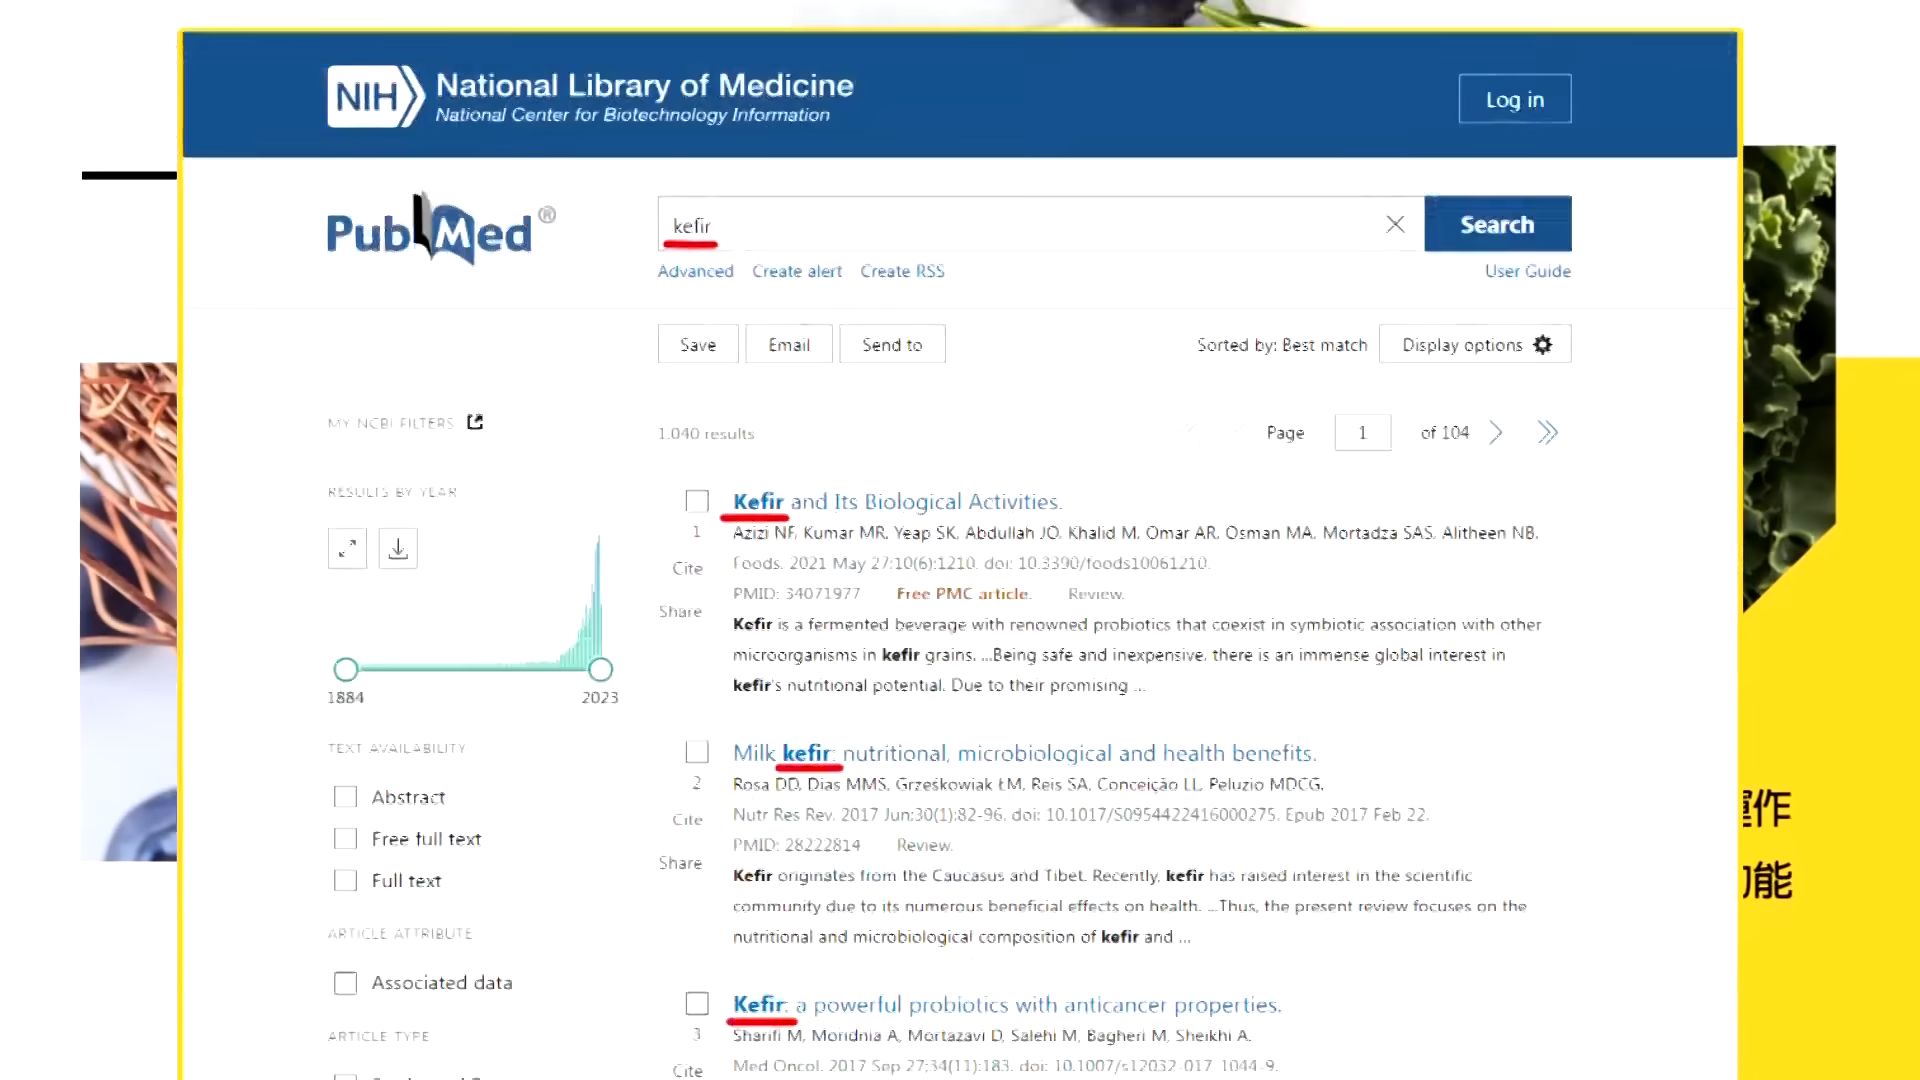 NIH National Library of Medicine
National Center for Biotechnology Information
Log in
PubMed®
kefir
Search
Advanced Create alert Create RSS
User Guide
Save Email Send to
Sorted by: Best match Display options
MY NCBI FILTERS
1,040 results
Page 1 of 104
RESULTS BY YEAR
1884 2023
TEXT AVAILABILITY
Abstract
Free full text
Full text
ARTICLE ATTRIBUTE
Associated data
ARTICLE TYPE
Kefir and Its Biological Activities.
1
Azizi NF, Kumar MR, Yeap SK, Abdullah JO, Khalid M, Omar AR, Osman MA, Mortadza SAS, Alitheen NB.
Cite
Foods. 2021 May 27;10(6):1210. doi: 10.3390/foods10061210.
PMID: 34071977 Free PMC article. Review.
Share
Kefir is a fermented beverage with renowned probiotics that coexist in symbiotic association with other
microorganisms in kefir grains. ...Being safe and inexpensive, there is an immense global interest in
kefir's nutritional potential. Due to their promising ...
Milk kefir: nutritional, microbiological and health benefits.
2
Rosa DD, Dias MMS, Grześkowiak ŁM, Reis SA, Conceição LL, Peluzio MDCG.
Cite
Nutr Res Rev. 2017 Jun;30(1):82-96. doi: 10.1017/S0954422416000275. Epub 2017 Feb 22.
PMID: 28222814 Review.
Share
Kefir originates from the Caucasus and Tibet. Recently, kefir has raised interest in the scientific
community due to its numerous beneficial effects on health. ...Thus, the present review focuses on the
nutritional and microbiological composition of kefir and ...
Kefir: a powerful probiotics with anticancer properties.
3
Sharifi M, Moridnia A, Mortazavi D, Salehi M, Bagheri M, Sheikhi A.
Cite
Med Oncol. 2017 Sep 27;34(11):183. doi: 10.1007/s12032-017-1044-9.
作
能